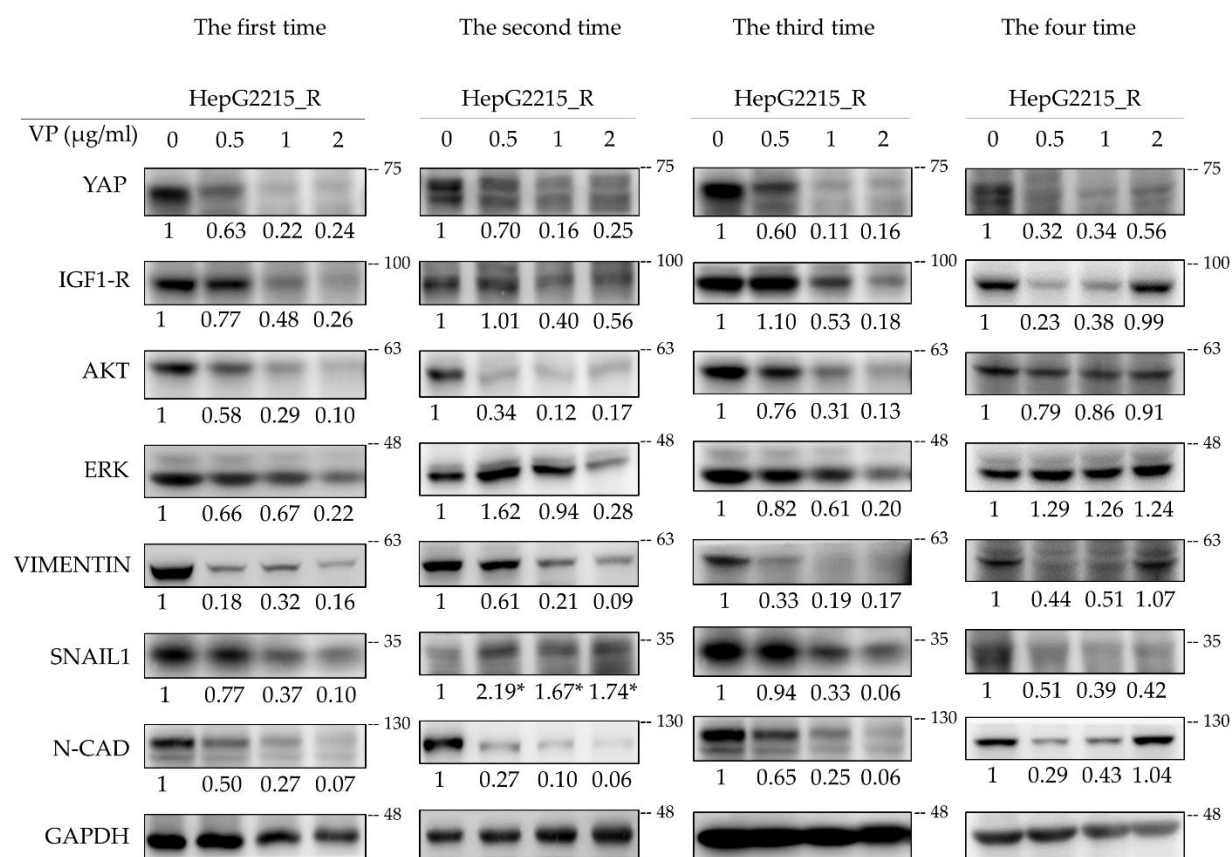 The first time The second time The third time The four time
HepG2215_R HepG2215_R HepG2215_R HepG2215_R
VP (µg/ml) 0 0.5 1 2 0 0.5 1 2 0 0.5 1 2 0 0.5 1 2
YAP -- 75 -- 75 -- 75 -- 75
1 0.63 0.22 0.24 1 0.70 0.16 0.25 1 0.60 0.11 0.16 1 0.32 0.34 0.56
IGF1-R -- 100 -- 100 -- 100 -- 100
1 0.77 0.48 0.26 1 1.01 0.40 0.56 1 1.10 0.53 0.18 1 0.23 0.38 0.99
AKT -- 63 -- 63 -- 63 -- 63
1 0.58 0.29 0.10 1 0.34 0.12 0.17 1 0.76 0.31 0.13 1 0.79 0.86 0.91
ERK -- 48 -- 48 -- 48 -- 48
1 0.66 0.67 0.22 1 1.62 0.94 0.28 1 0.82 0.61 0.20 1 1.29 1.26 1.24
VIMENTIN -- 63 -- 63 -- 63 -- 63
1 0.18 0.32 0.16 1 0.61 0.21 0.09 1 0.33 0.19 0.17 1 0.44 0.51 1.07
SNAIL1 -- 35 -- 35 -- 35 -- 35
1 0.77 0.37 0.10 1 2.19* 1.67* 1.74* 1 0.94 0.33 0.06 1 0.51 0.39 0.42
N-CAD -- 130 -- 130 -- 130 -- 130
1 0.50 0.27 0.07 1 0.27 0.10 0.06 1 0.65 0.25 0.06 1 0.29 0.43 1.04
GAPDH -- 48 -- 48 -- 48 -- 48